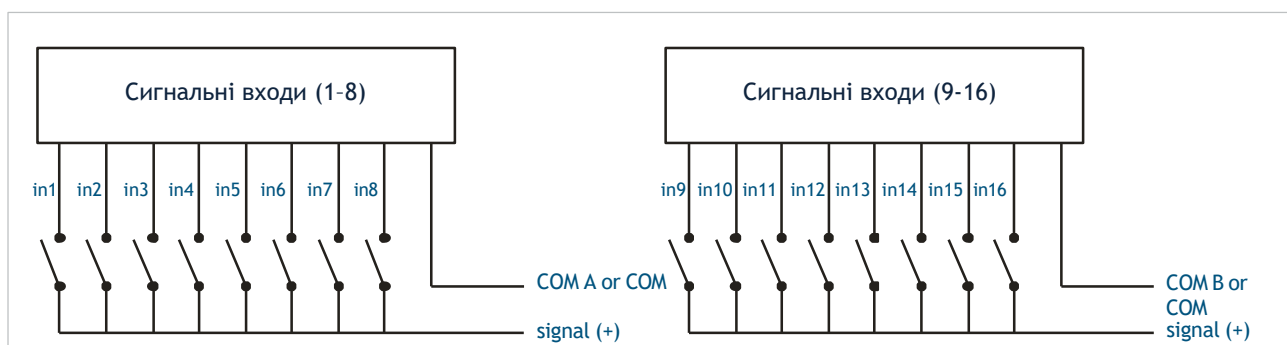 Сигнальні входи (1–8)
Сигнальні входи (9-16)
in1 in2 in3 in4 in5 in6 in7 in8
in9 in10 in11 in12 in13 in14 in15 in16
COM A or COM
signal (+)
COM B or
COM
signal (+)